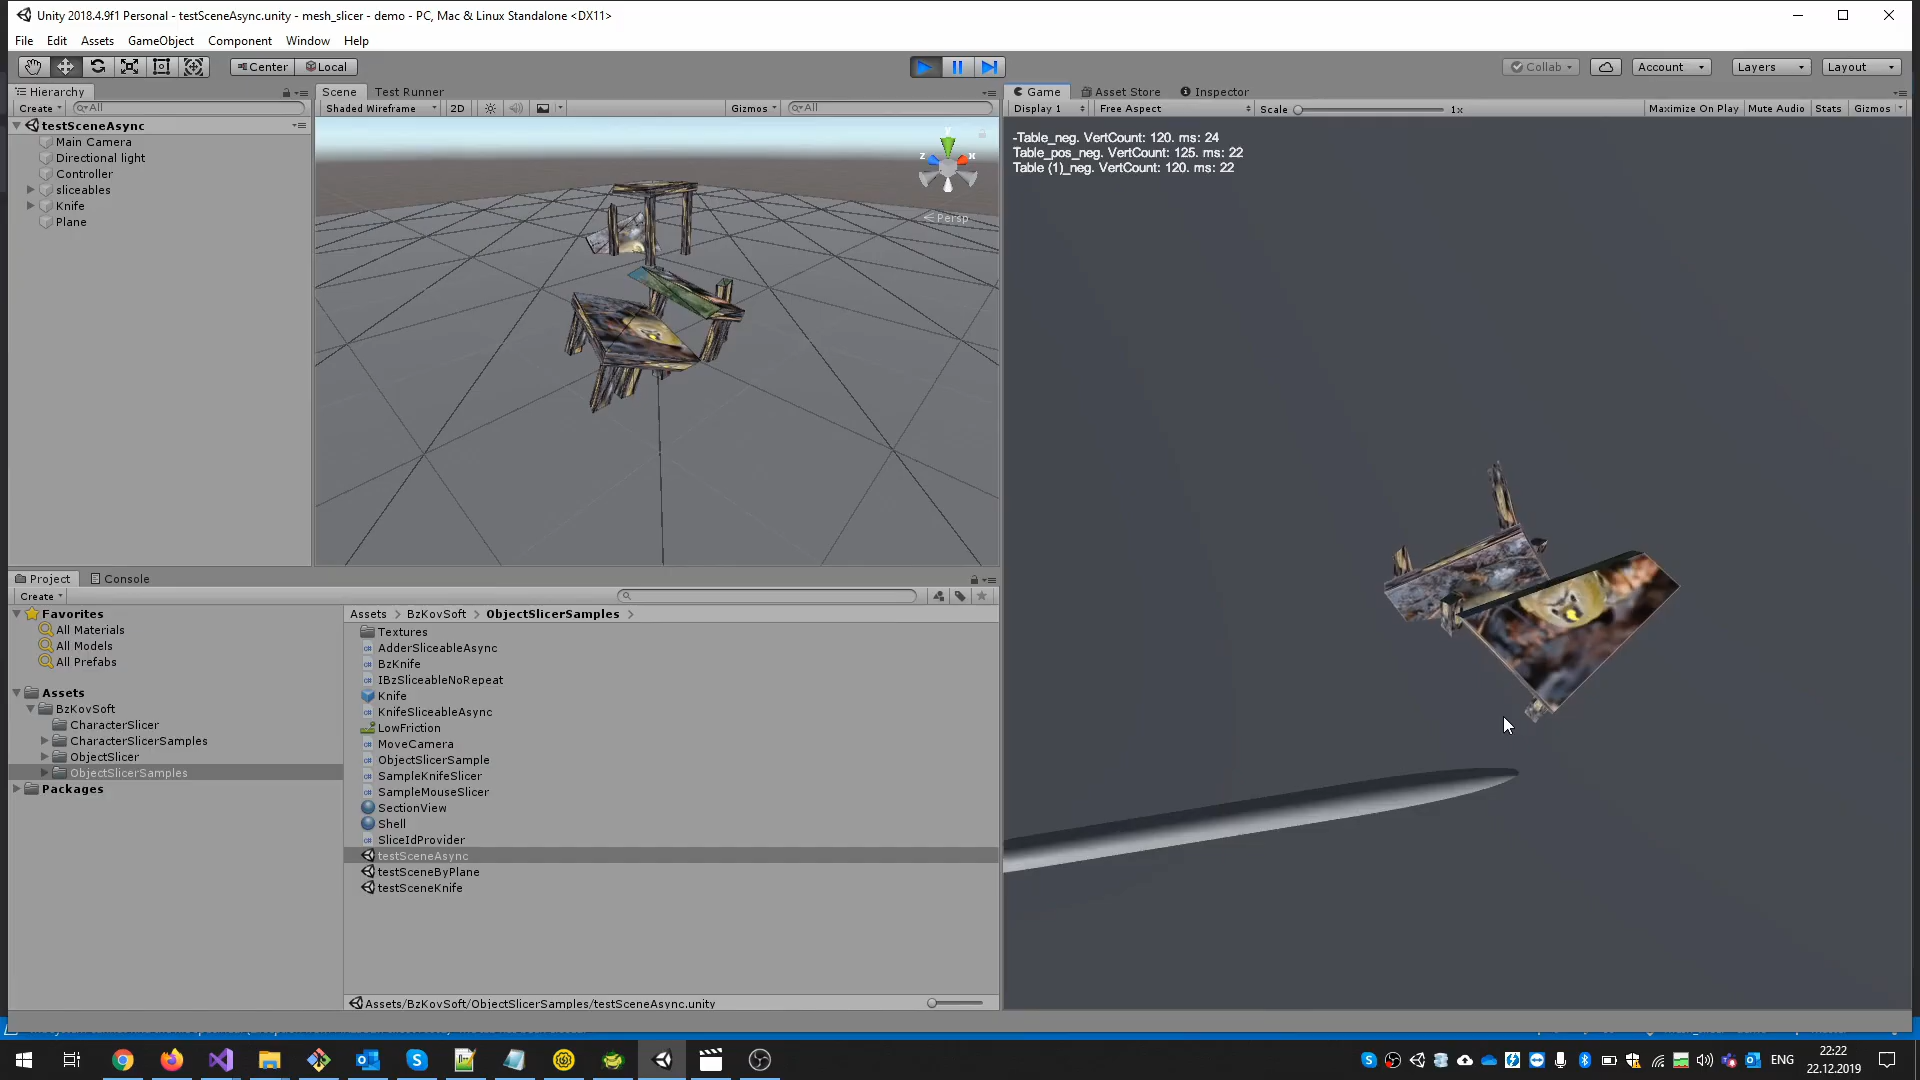 Unity 2018.4.9f1 Personal - testSceneAsync.unity - mesh_slicer - demo - PC, Mac & Linux Standalone <DX11>
File Edit Assets GameObject Component Window Help
Center Local
Collab Account Layers Layout
Hierarchy
Create All
testSceneAsync
Main Camera
Directional light
Controller
sliceables
Knife
Plane
Scene Test Runner
Shaded Wireframe 2D Gizmos All
y
z x
Persp
Game Asset Store Inspector
Display 1 Free Aspect Scale 1x Maximize On Play Mute Audio Stats Gizmos
-Table_neg. VertCount: 120. ms: 24
Table_pos_neg. VertCount: 125. ms: 22
Table (1)_neg. VertCount: 120. ms: 22
Project Console
Create
Favorites
All Materials
All Models
All Prefabs
Assets
BzKovSoft
CharacterSlicer
CharacterSlicerSamples
ObjectSlicer
ObjectSlicerSamples
Packages
Assets > BzKovSoft > ObjectSlicerSamples
Textures
AdderSliceableAsync
BzKnife
IBzSliceableNoRepeat
Knife
KnifeSliceableAsync
LowFriction
MoveCamera
ObjectSlicerSample
SampleKnifeSlicer
SampleMouseSlicer
SectionView
Shell
SliceIdProvider
testSceneAsync
testSceneByPlane
testSceneKnife
Assets/BzKovSoft/ObjectSlicerSamples/testSceneAsync.unity
ENG
22:22
22.12.2019